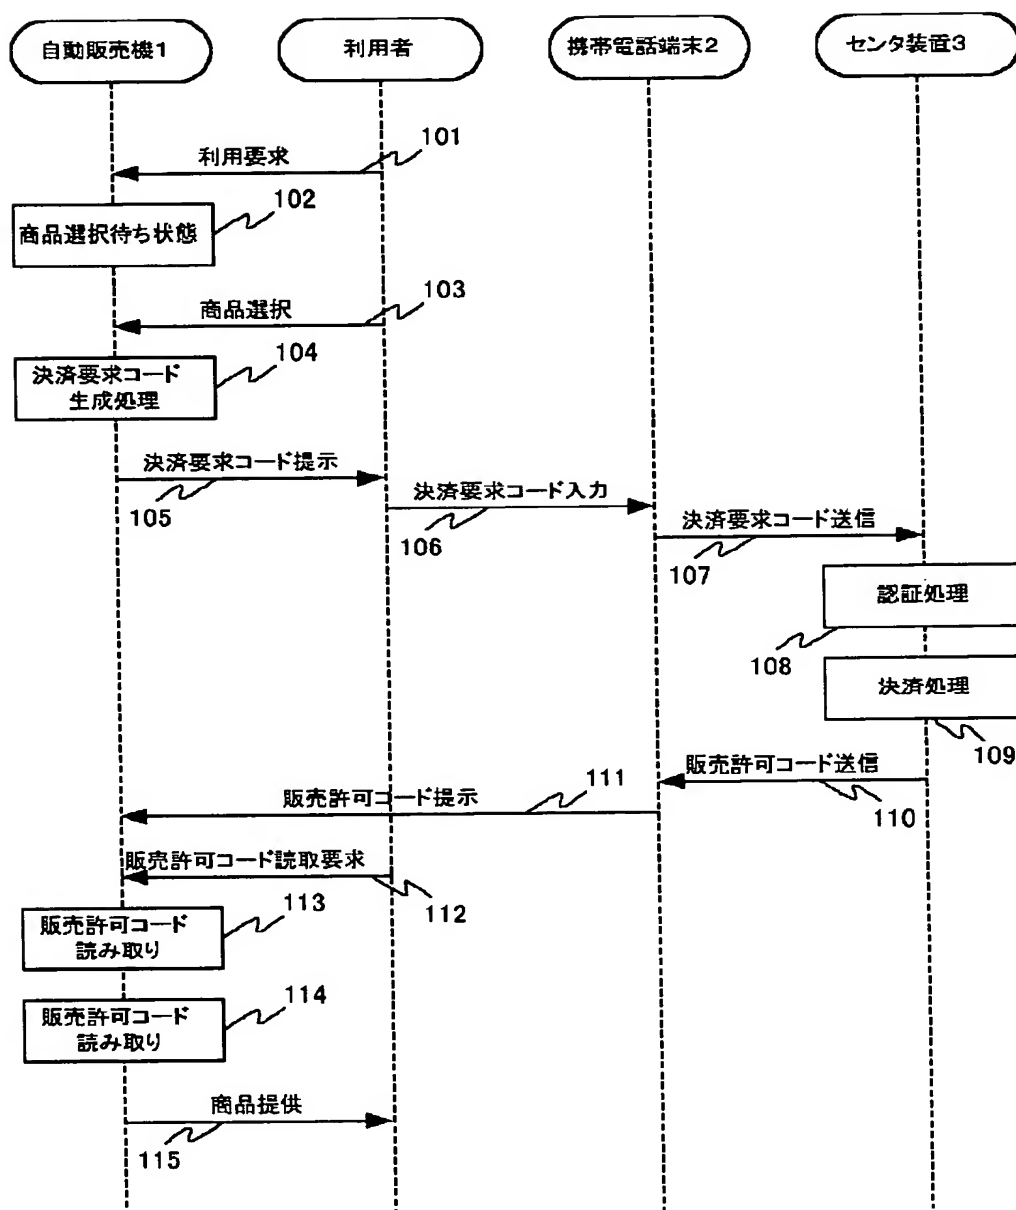 自動販売機1
利用者
携帯電話端末2
センタ装置3
利用要求
101
商品選択待ち状態
102
商品選択
103
決済要求コード
生成処理
104
決済要求コード提示
105
決済要求コード入力
106
決済要求コード送信
107
認証処理
108
決済処理
109
販売許可コード送信
110
販売許可コード提示
111
販売許可コード読取要求
112
販売許可コード
読み取り
113
販売許可コード
読み取り
114
商品提供
115